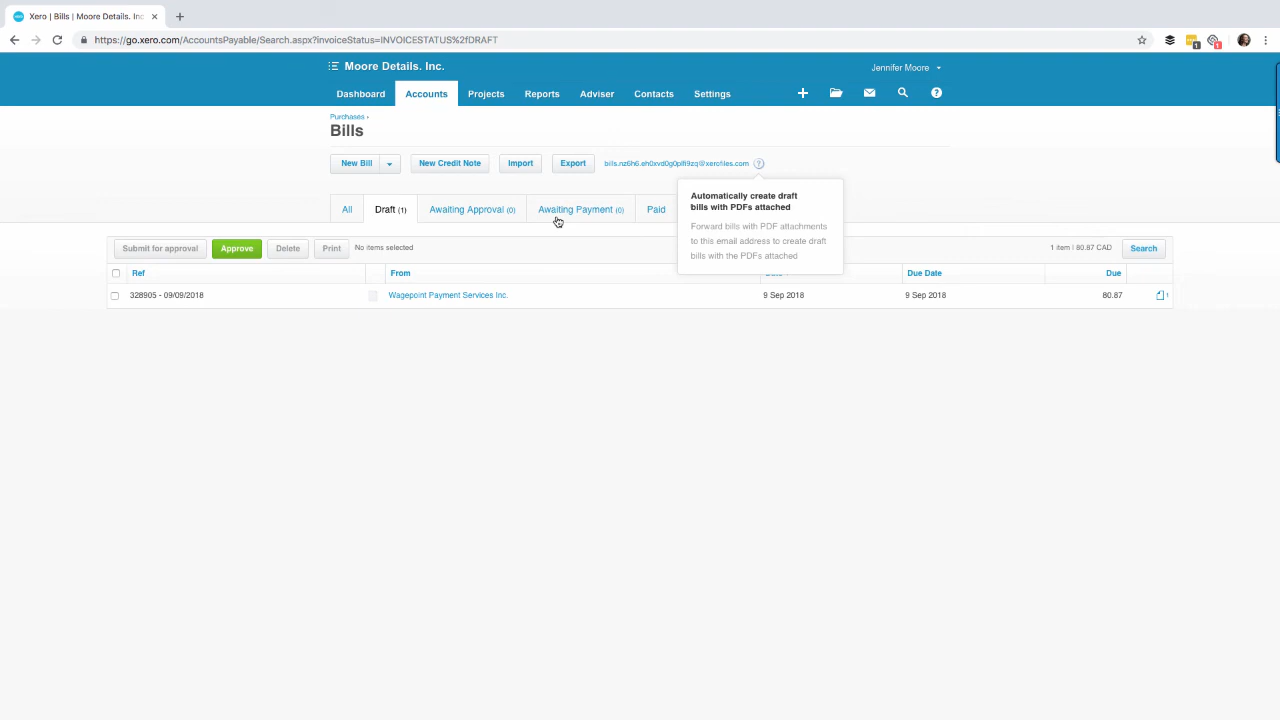 Xero | Bills | Moore Details. Inc
https://go.xero.com/AccountsPayable/Search.aspx?invoiceStatus=INVOICESTATUS%2fDRAFT
1
1
Moore Details. Inc.
Jennifer Moore
Dashboard
Accounts
Projects
Reports
Adviser
Contacts
Settings
Purchases ›
Bills
New Bill
New Credit Note
Import
Export
?
All
Draft (1)
Awaiting Approval (0)
Awaiting Payment (0)
Paid
Automatically create draft
bills with PDFs attached
Forward bills with PDF attachments
to this email address to create draft
bills with the PDFs attached
Submit for approval
Approve
Delete
Print
No items selected
1 item | 80.87 CAD
Search
Ref
From
Due Date
Due
328905 - 09/09/2018
Wagepoint Payment Services Inc.
9 Sep 2018
9 Sep 2018
80.87
1